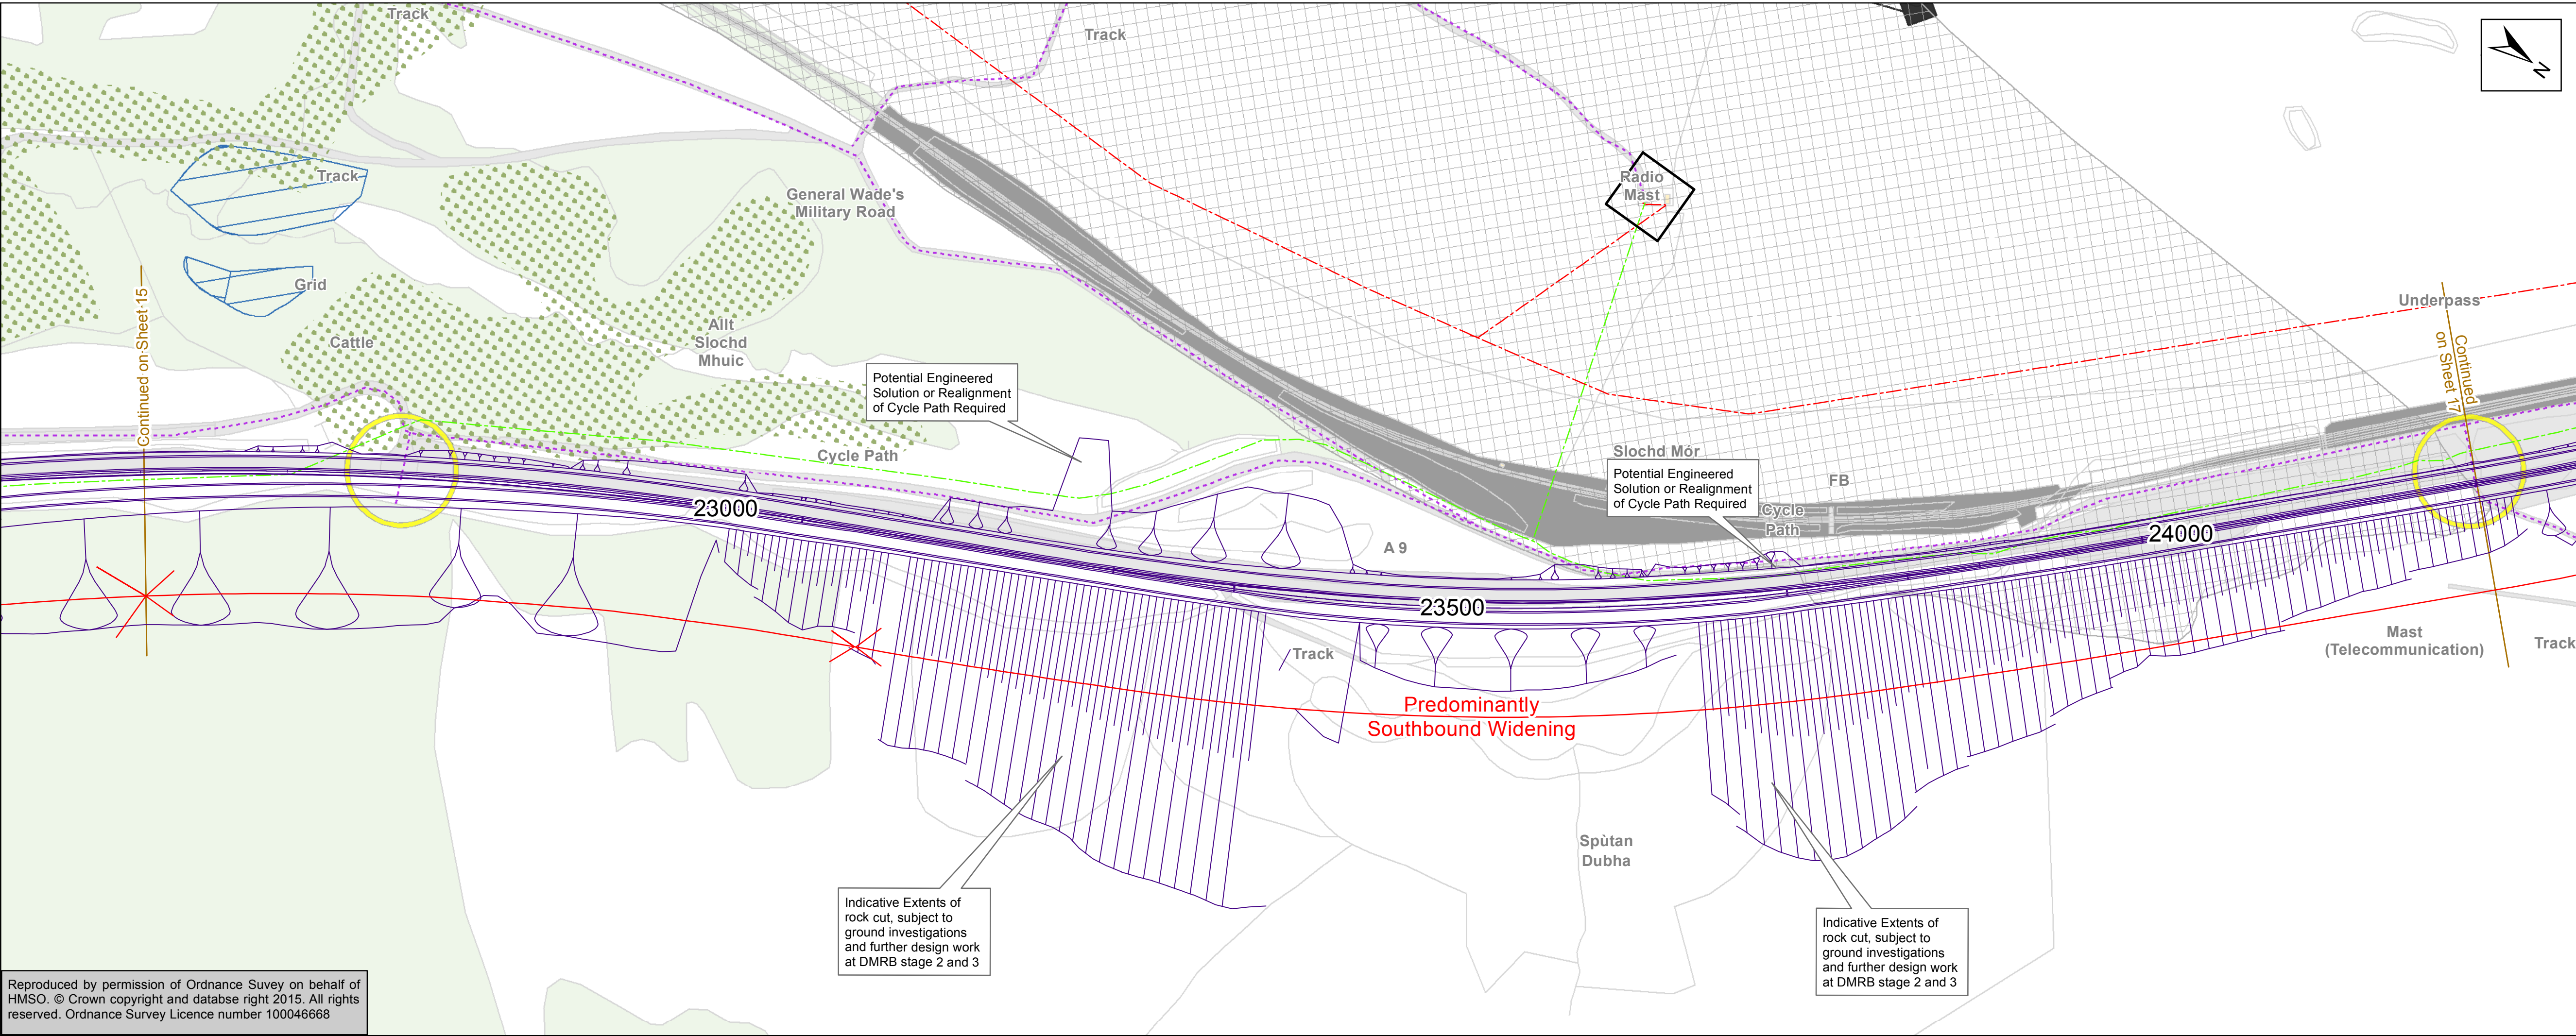 Track
Track
N
Track
General Wade's
Military Road
Radio
Mast
Grid
Continued on Sheet 15
Cattle
Allt
Slochd
Mhuic
Underpass
Continued
on Sheet 17
Potential Engineered
Solution or Realignment
of Cycle Path Required
Cycle Path
Slochd Mór
Potential Engineered
Solution or Realignment
of Cycle Path Required
FB
Cycle
Path
23000
A 9
24000
23500
Track
Mast
(Telecommunication)
Track
Predominantly
Southbound Widening
Spùtan
Dubha
Indicative Extents of
rock cut, subject to
ground investigations
and further design work
at DMRB stage 2 and 3
Indicative Extents of
rock cut, subject to
ground investigations
and further design work
at DMRB stage 2 and 3
Reproduced by permission of Ordnance Suvey on behalf of
HMSO. © Crown copyright and databse right 2015. All rights
reserved. Ordnance Survey Licence number 100046668